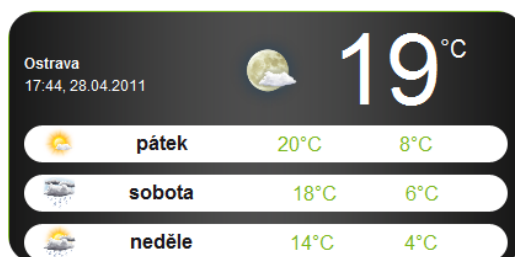 Ostrava
17:44, 28.04.2011
19°C
pátek 20°C 8°C
sobota 18°C 6°C
neděle 14°C 4°C